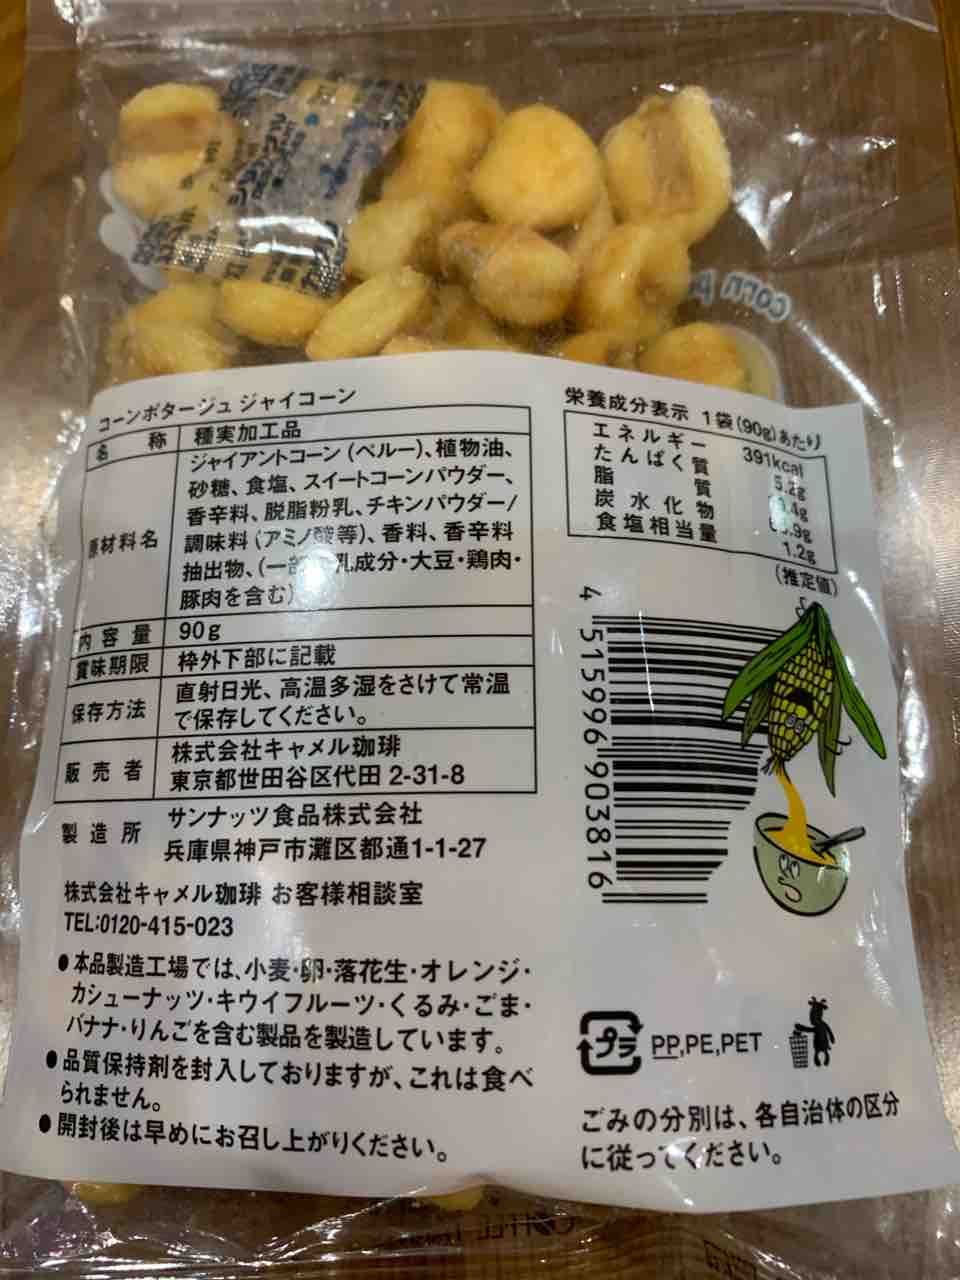 corn
コーンポタージュ ジャイコーン
名称 種実加工品
原材料名 ジャイアントコーン (ペルー)、植物油、
砂糖、食塩、スイートコーンパウダー、
香辛料、脱脂粉乳、チキンパウダー/
調味料 (アミノ酸等)、香料、香辛料
抽出物、(一部 乳成分・大豆・鶏肉・
豚肉を含む)
内容量 90g
賞味期限 枠外下部に記載
保存方法 直射日光、高温多湿をさけて常温
で保存してください。
販売者 株式会社キャメル珈琲
東京都世田谷区代田 2-31-8
製造所 サンナッツ食品株式会社
兵庫県神戸市灘区都通1-1-27
株式会社キャメル珈琲 お客様相談室
TEL:0120-415-023
●本品製造工場では、小麦・卵・落花生・オレンジ・
カシューナッツ・キウイフルーツ・くるみ・ごま・
バナナ・りんごを含む製品を製造しています。
●品質保持剤を封入しておりますが、これは食べ
られません。
●開封後は早めにお召し上がりください。
栄養成分表示 1袋(90g)あたり
エネルギー 391kcal
たんぱく質 5.2g
脂質
炭水化物
食塩相当量 1.2g
(推定値)
4 515996 903816
プラ PP,PE,PET
ごみの分別は、各自治体の区分
に従ってください。